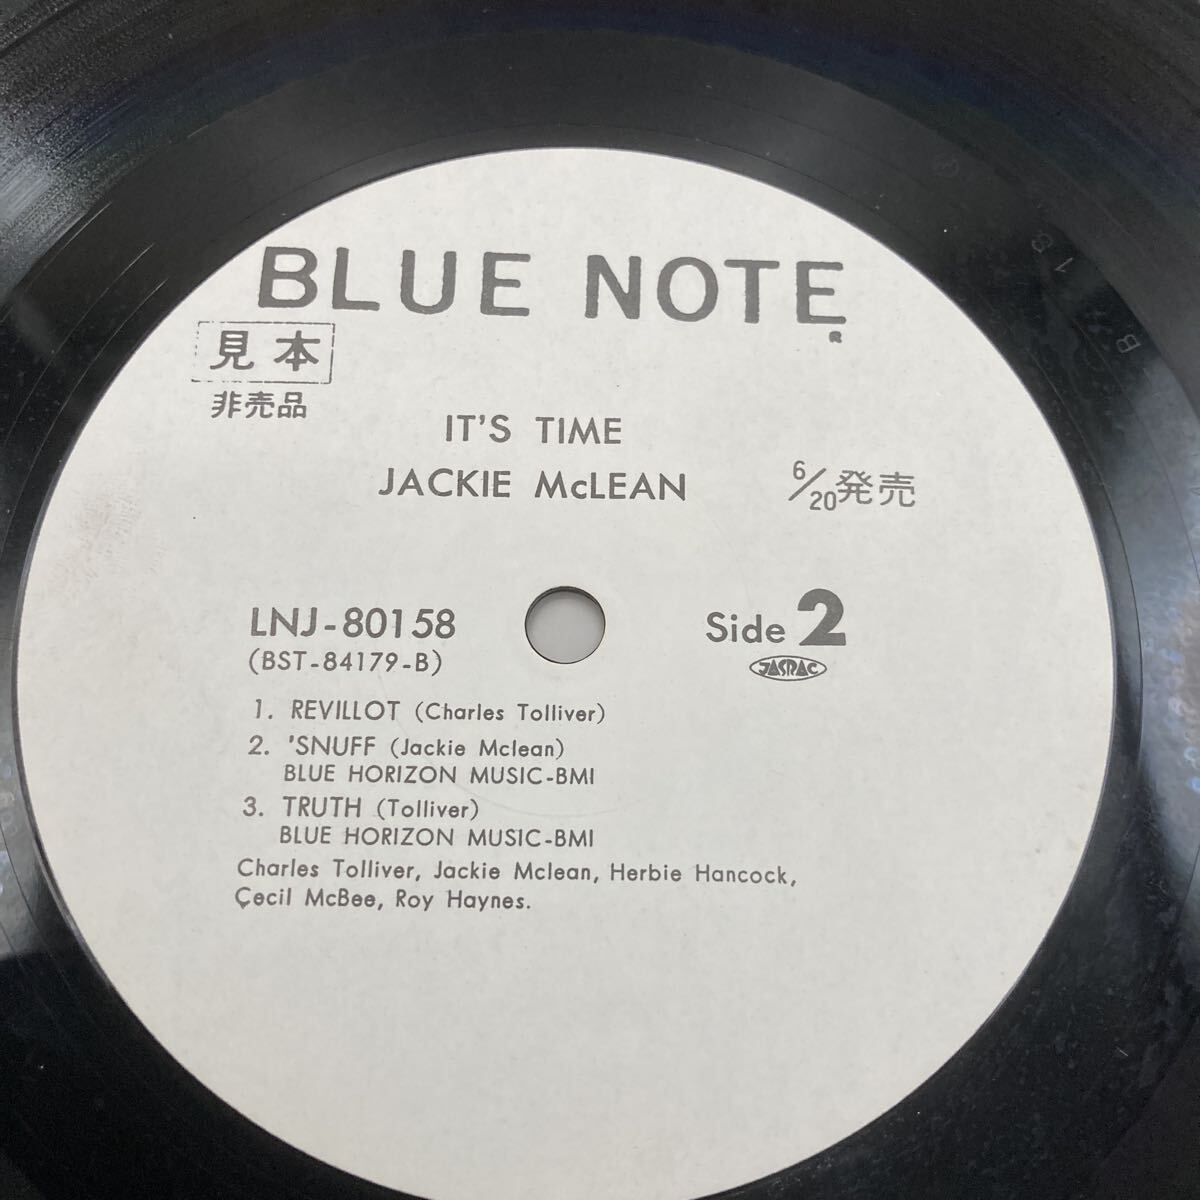 BLUE NOTE
R
見本
非売品
IT'S TIME
JACKIE McLEAN
6/20発売
LNJ-80158
(BST-84179-B)
Side 2
JASRAC
1. REVILLOT (Charles Tolliver)
2. 'SNUFF (Jackie Mclean)
BLUE HORIZON MUSIC-BMI
3. TRUTH (Tolliver)
BLUE HORIZON MUSIC-BMI
Charles Tolliver, Jackie Mclean, Herbie Hancock,
Cecil McBee, Roy Haynes.